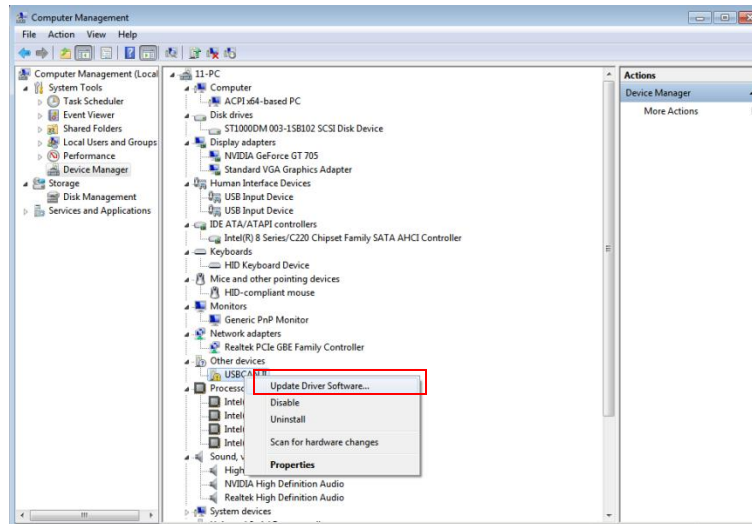 Computer Management
File Action View Help
Computer Management (Local
System Tools
Task Scheduler
Event Viewer
Shared Folders
Local Users and Groups
Performance
Device Manager
Storage
Disk Management
Services and Applications
11-PC
Computer
ACPI x64-based PC
Disk drives
ST1000DM 003-1SB102 SCSI Disk Device
Display adapters
NVIDIA GeForce GT 705
Standard VGA Graphics Adapter
Human Interface Devices
USB Input Device
USB Input Device
IDE ATA/ATAPI controllers
Intel(R) 8 Series/C220 Chipset Family SATA AHCI Controller
Keyboards
HID Keyboard Device
Mice and other pointing devices
HID-compliant mouse
Monitors
Generic PnP Monitor
Network adapters
Realtek PCIe GBE Family Controller
Other devices
Update Driver Software...
Disable
Uninstall
Scan for hardware changes
Properties
Processo
Intel
Intel
Intel
Intel
Sound, v
High
NVIDIA High Definition Audio
Realtek High Definition Audio
System devices
Actions
Device Manager
More Actions